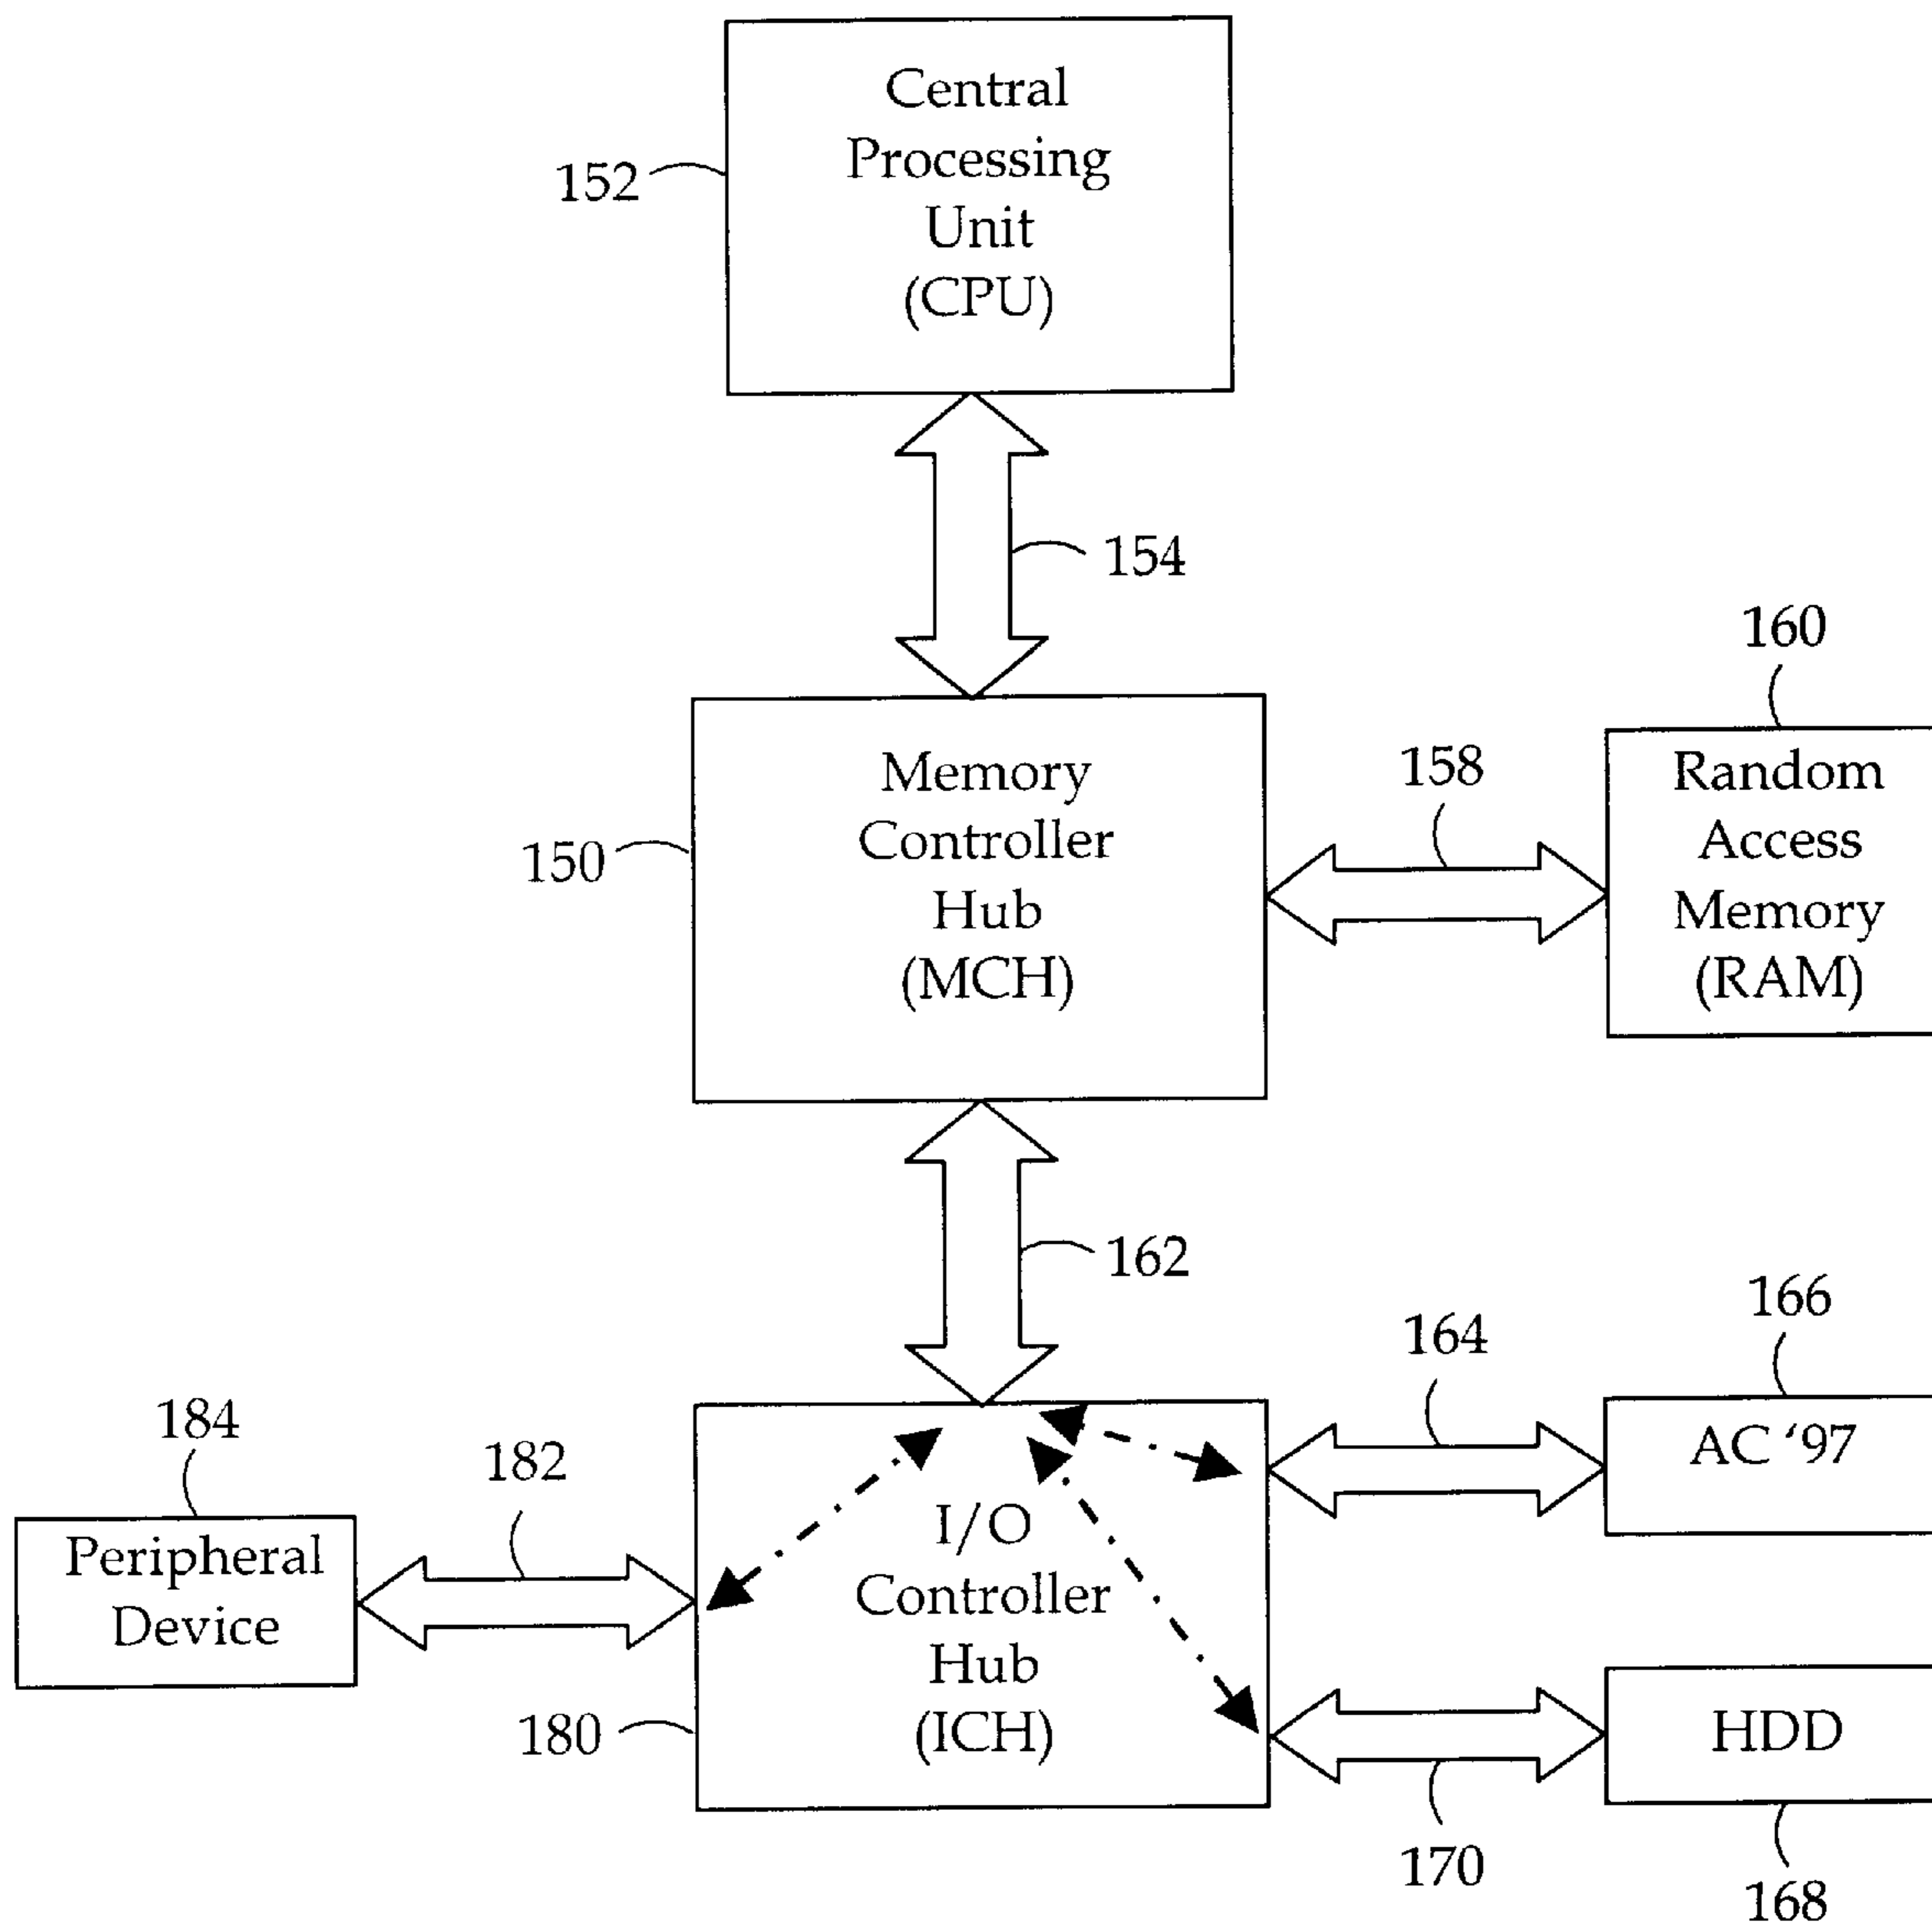 Central
Processing
Unit
(CPU)
152
154
160
Memory
Controller
Hub
(MCH)
150
158
Random
Access
Memory
(RAM)
162
164
166
AC '97
184
182
Peripheral
Device
I/O
Controller
Hub
(ICH)
180
HDD
170
168